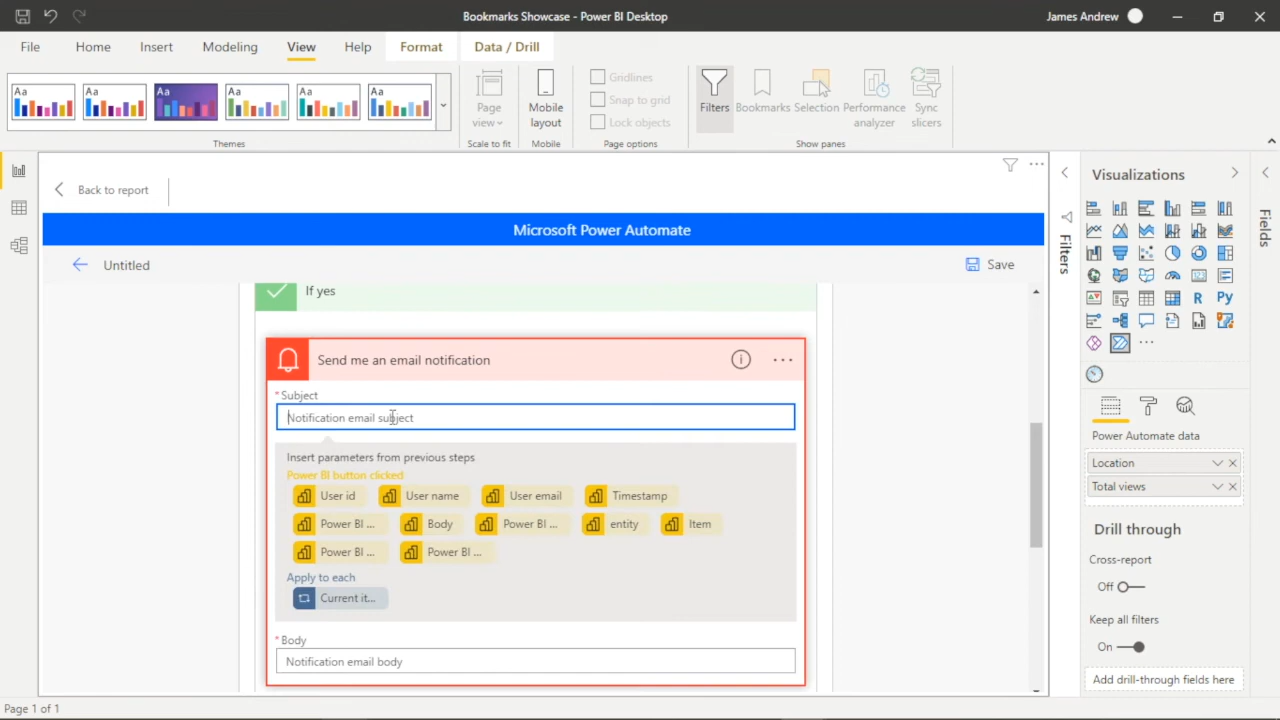 Bookmarks Showcase - Power BI Desktop
James Andrew
File
Home
Insert
Modeling
View
Help
Format
Data / Drill
Aa
Aa
Aa
Aa
Aa
Aa
Themes
Page
view
Scale to fit
Mobile
layout
Mobile
Gridlines
Snap to grid
Lock objects
Page options
Filters
Bookmarks
Selection
Performance
analyzer
Sync
slicers
Show panes
Back to report
Microsoft Power Automate
Untitled
Save
If yes
Send me an email notification
* Subject
Notification email subject
Insert parameters from previous steps
Power BI button clicked
User id
User name
User email
Timestamp
Power BI ...
Body
Power BI ...
entity
Item
Power BI ...
Power BI ...
Apply to each
Current it...
* Body
Notification email body
Filters
Visualizations
R
Py
Power Automate data
Location
Total views
Drill through
Cross-report
Off
Keep all filters
On
Add drill-through fields here
Fields
Page 1 of 1